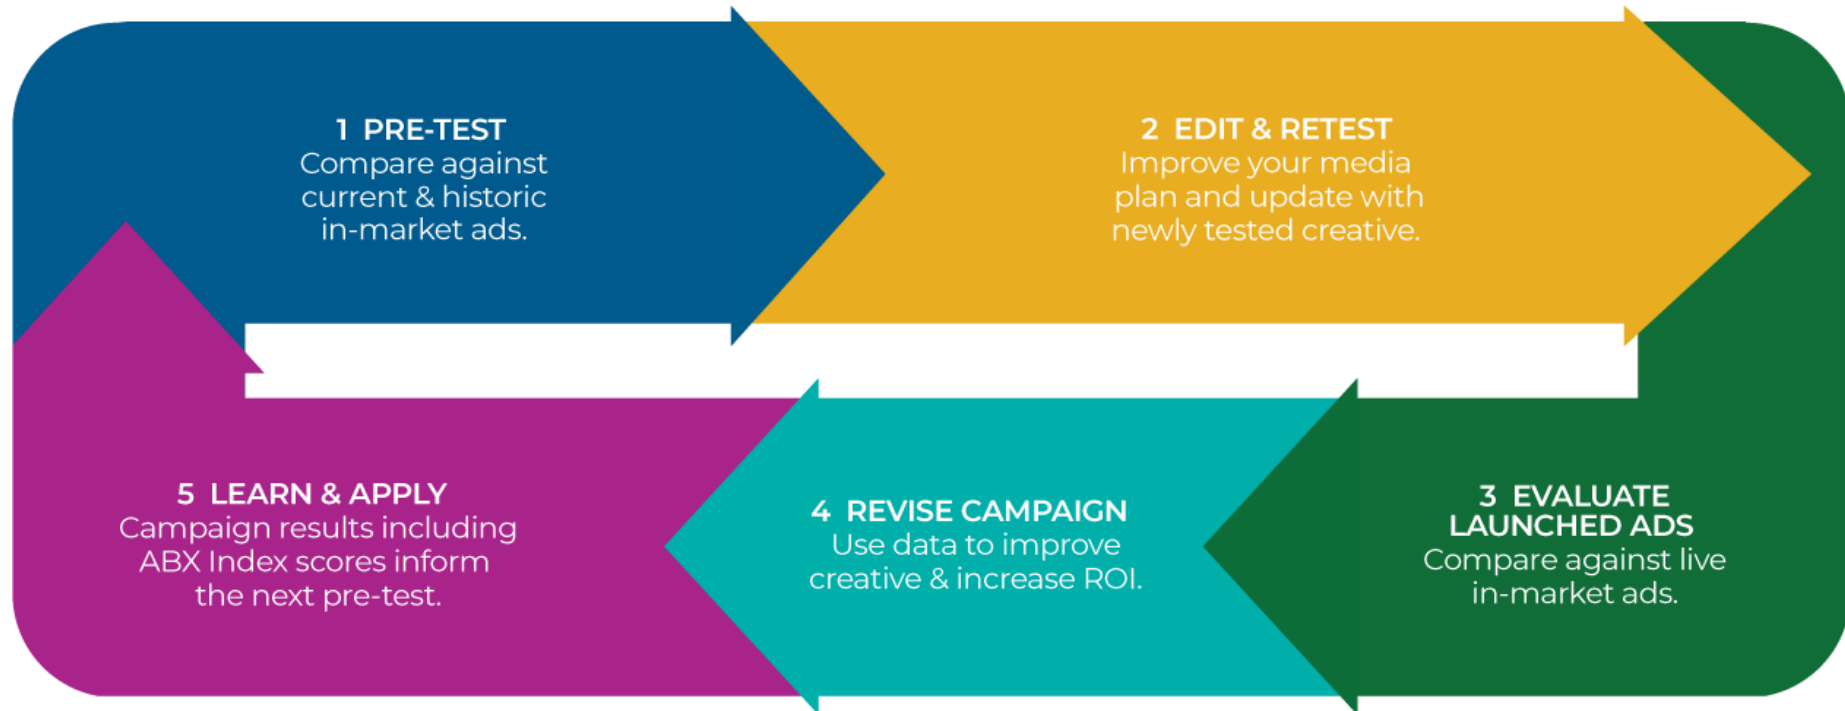 1 PRE-TEST
Compare against
current & historic
in-market ads.
2 EDIT & RETEST
Improve your media
plan and update with
newly tested creative.
3 EVALUATE
LAUNCHED ADS
Compare against live
in-market ads.
4 REVISE CAMPAIGN
Use data to improve
creative & increase ROI.
5 LEARN & APPLY
Campaign results including
ABX Index scores inform
the next pre-test.